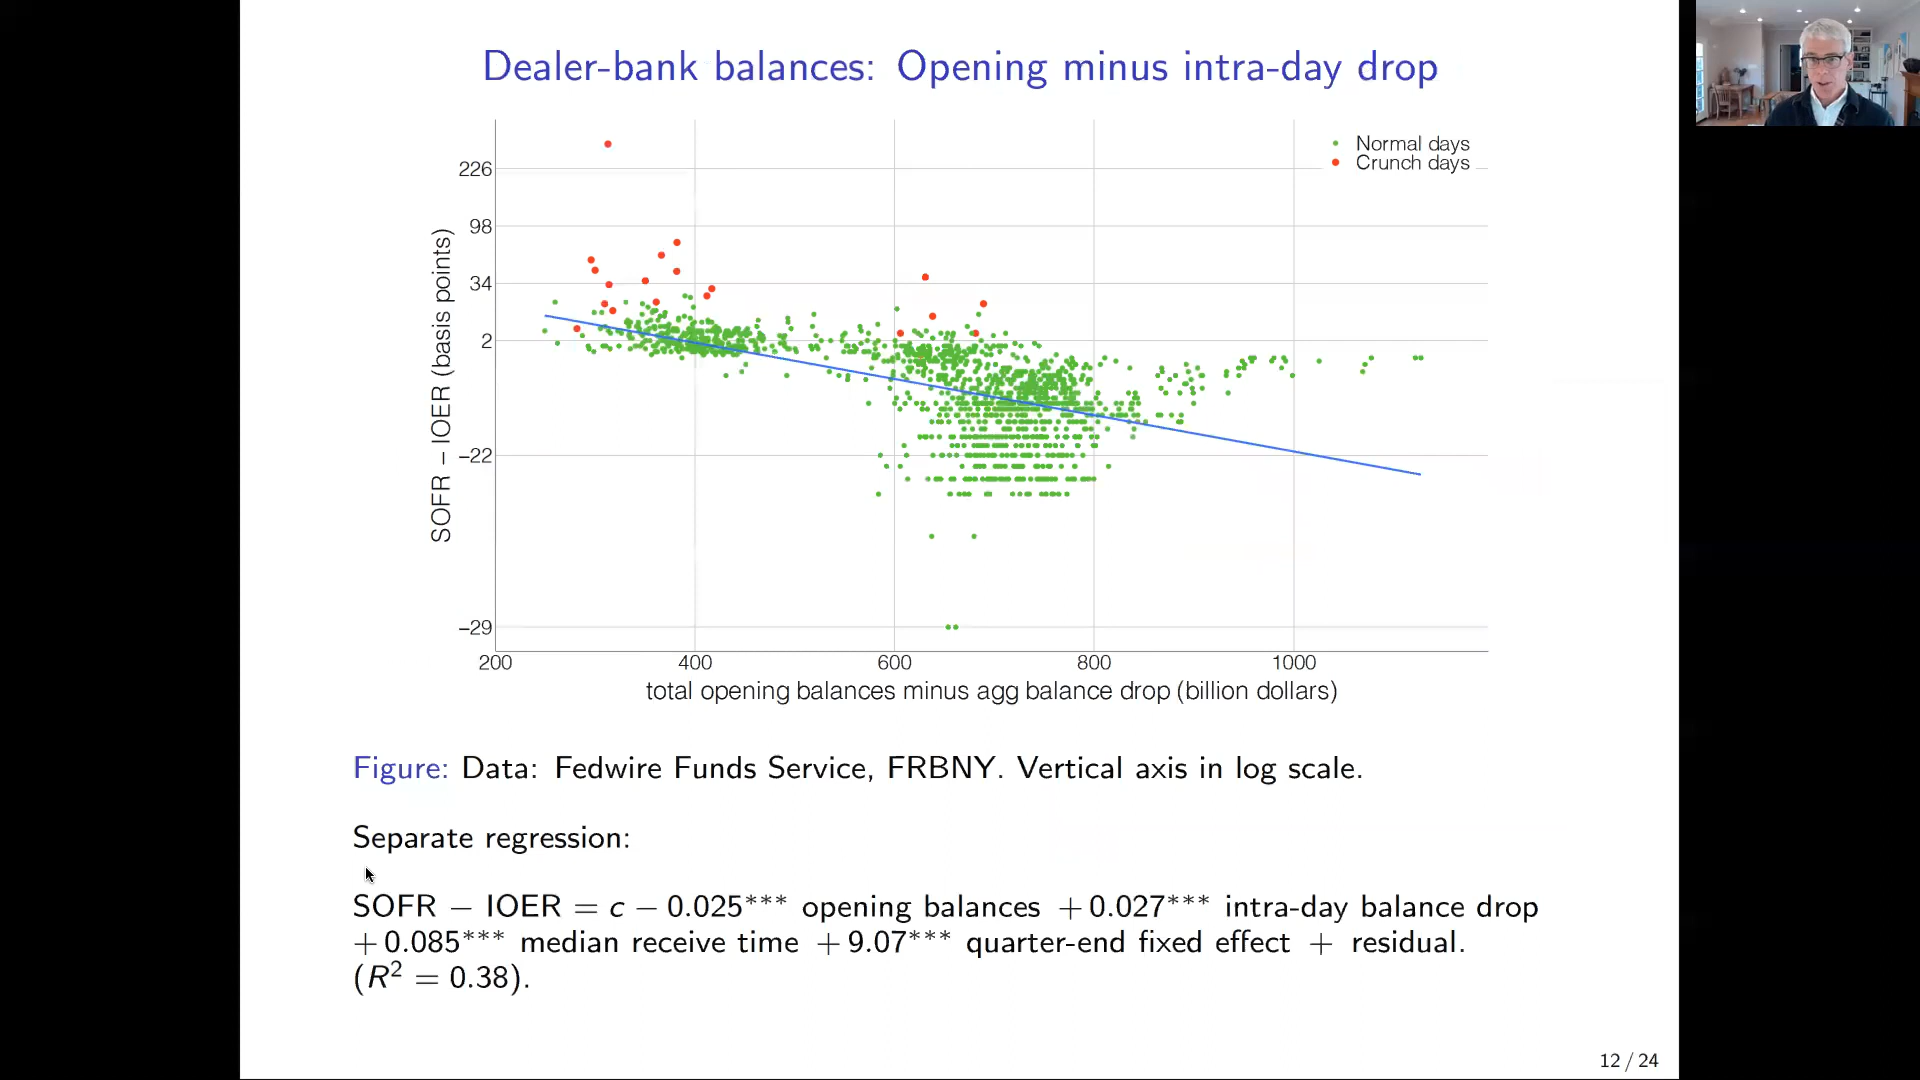 Dealer-bank balances: Opening minus intra-day drop
Normal days
Crunch days
226
98
34
2
−22
−29
SOFR − IOER (basis points)
200 400 600 800 1000
total opening balances minus agg balance drop (billion dollars)
Figure: Data: Fedwire Funds Service, FRBNY. Vertical axis in log scale.
Separate regression:
SOFR − IOER = c − 0.025*** opening balances + 0.027*** intra-day balance drop
+ 0.085*** median receive time + 9.07*** quarter-end fixed effect + residual.
(R² = 0.38).
12 / 24